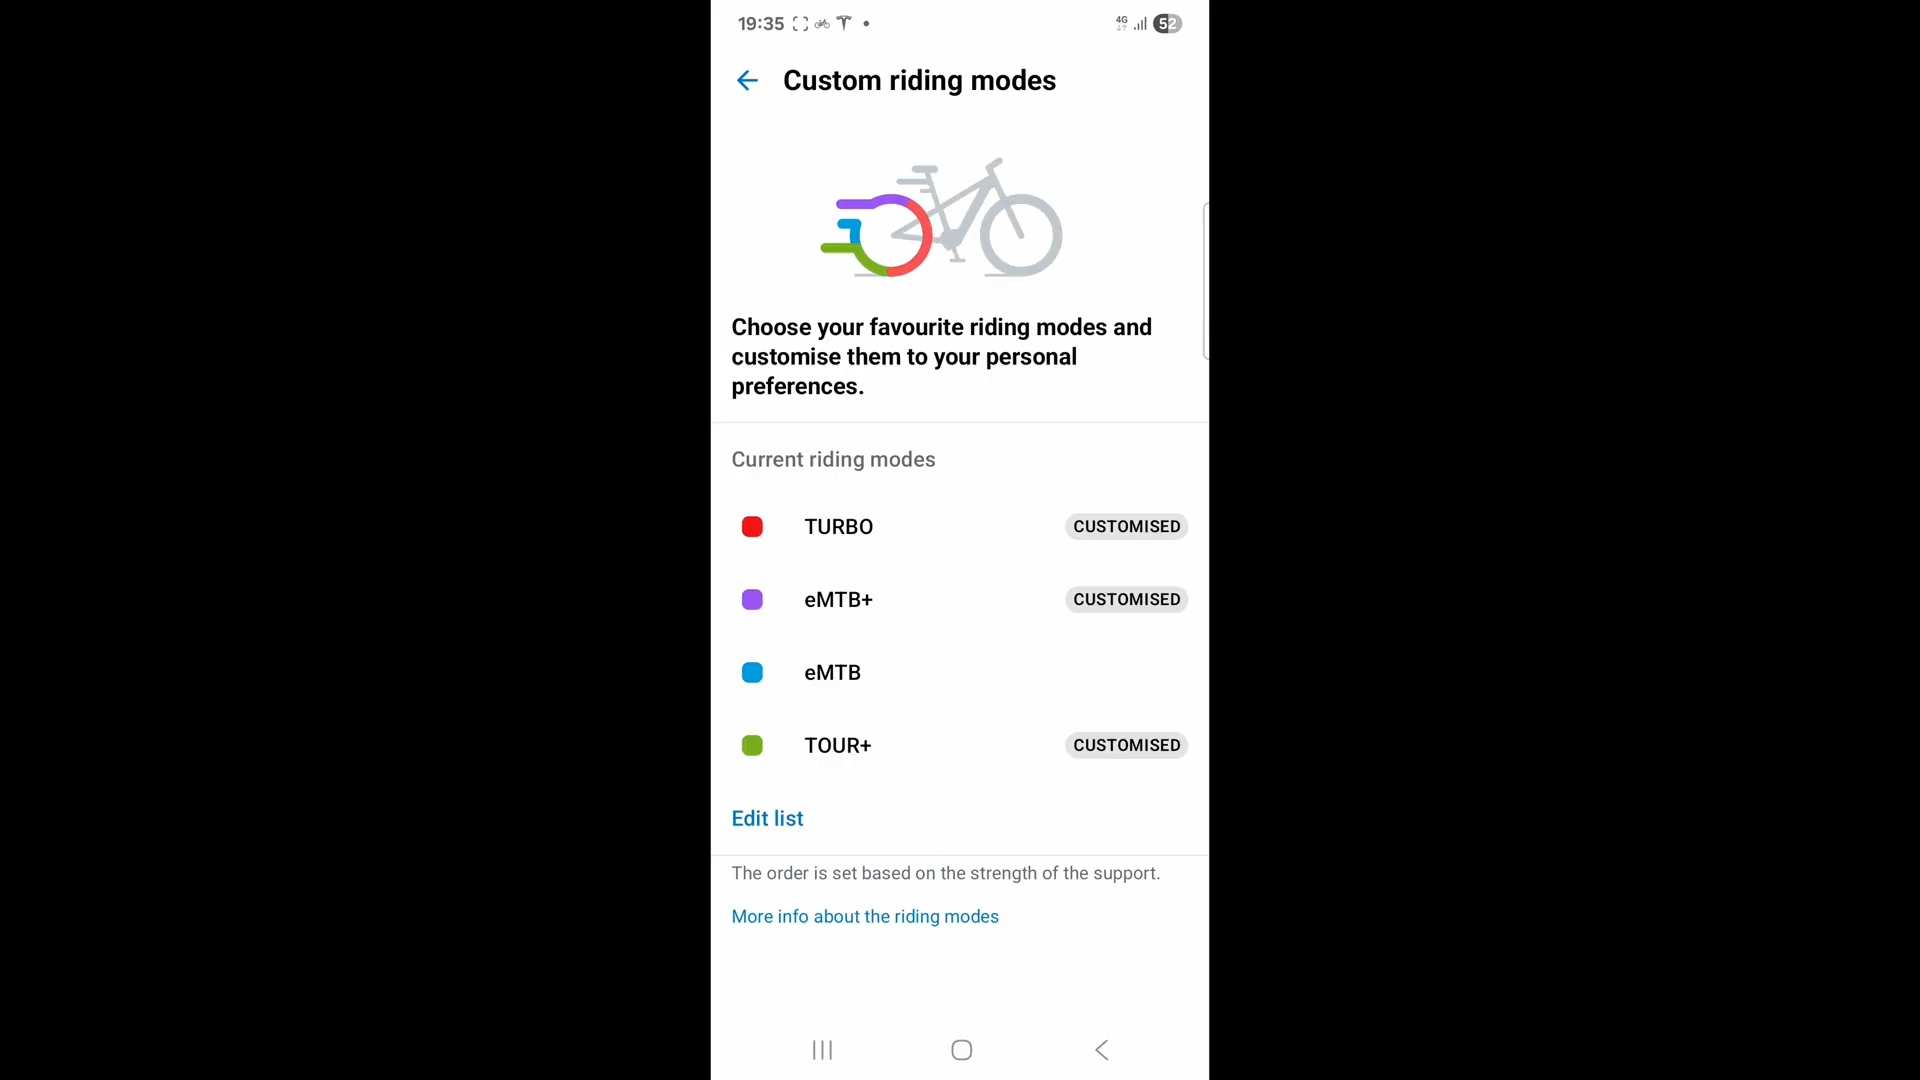 19:35
4G
52
Custom riding modes
Choose your favourite riding modes and
customise them to your personal
preferences.
Current riding modes
TURBO CUSTOMISED
eMTB+ CUSTOMISED
eMTB
TOUR+ CUSTOMISED
Edit list
The order is set based on the strength of the support.
More info about the riding modes